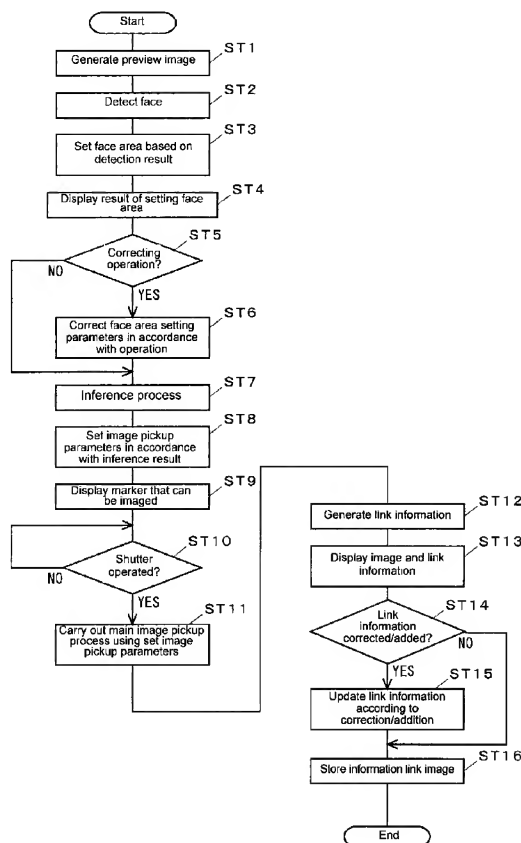 Start
ST1
Generate preview image
ST2
Detect face
ST3
Set face area based on
detection result
ST4
Display result of setting face
area
ST5
Correcting
operation?
NO
YES
ST6
Correct face area setting
parameters in accordance
with operation
ST7
Inference process
ST8
Set image pickup
parameters in accordance
with inference result
ST9
Display marker that can
be imaged
ST10
Shutter
operated?
NO
YES
ST11
Carry out main image pickup
process using set image
pickup parameters
ST12
Generate link information
ST13
Display image and link
information
ST14
Link
information
corrected/added?
NO
YES
ST15
Update link information
according to
correction/addition
ST16
Store information link image
End